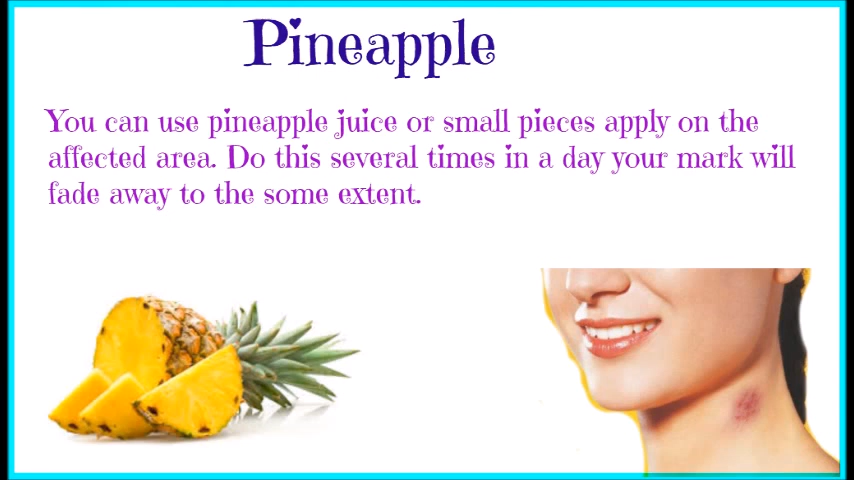 Pineapple
You can use pineapple juice or small pieces apply on the
affected area. Do this several times in a day your mark will
fade away to the some extent.